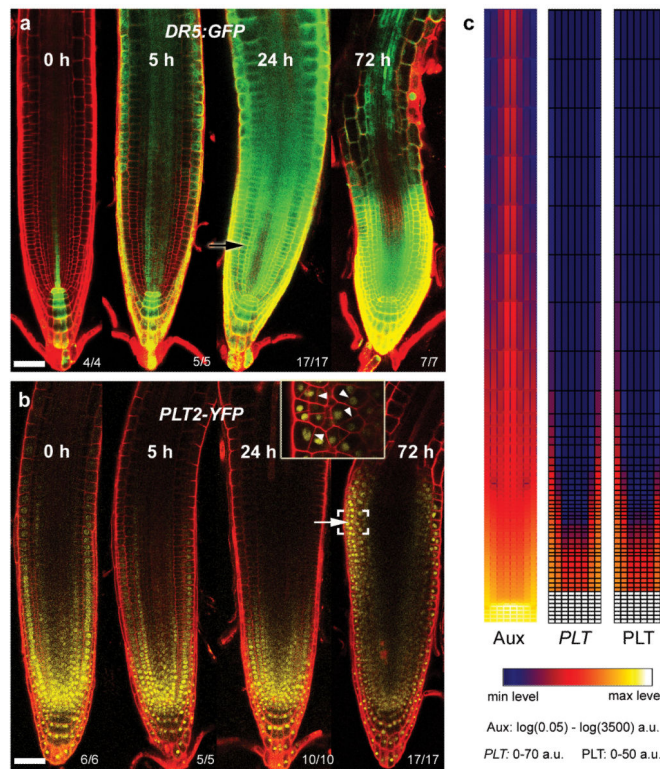 a
DR5:GFP
0 h 5 h 24 h 72 h
4/4 5/5 17/17 7/7
b
PLT2-YFP
0 h 5 h 24 h 72 h
6/6 5/5 10/10 17/17
c
Aux PLT PLT
min level max level
Aux: log(0.05) - log(3500) a.u.
PLT: 0-70 a.u. PLT: 0-50 a.u.